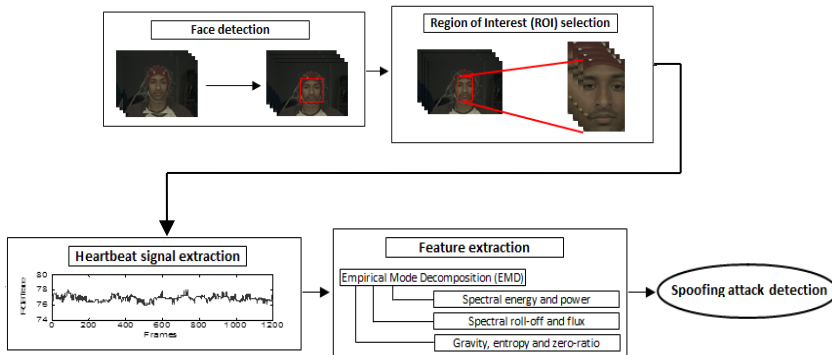 Face detection
Region of Interest (ROI) selection
Heartbeat signal extraction
80
78
76
74
0 200 400 600 800 1000 1200
Frames
Feature extraction
Empirical Mode Decomposition (EMD)
Spectral energy and power
Spectral roll-off and flux
Gravity, entropy and zero-ratio
Spoofing attack detection